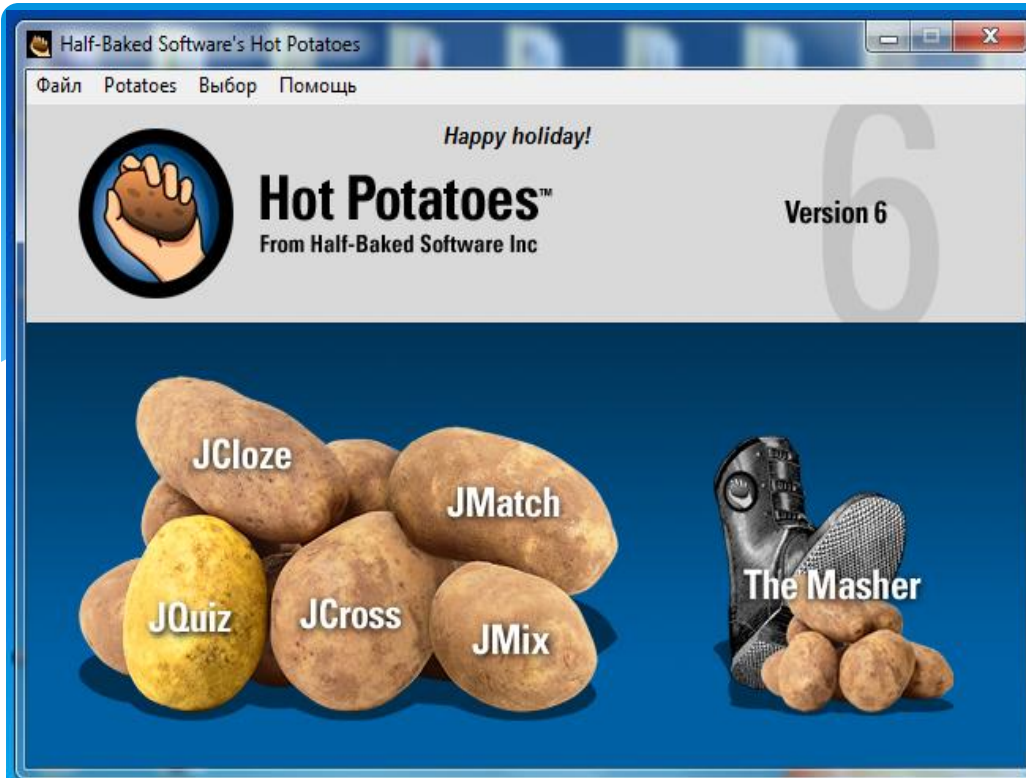 Half-Baked Software's Hot Potatoes
Файл Potatoes Выбор Помощь
Happy holiday!
Hot Potatoes™
From Half-Baked Software Inc
Version 6
6
JCloze
JMatch
JQuiz
JCross
JMix
The Masher